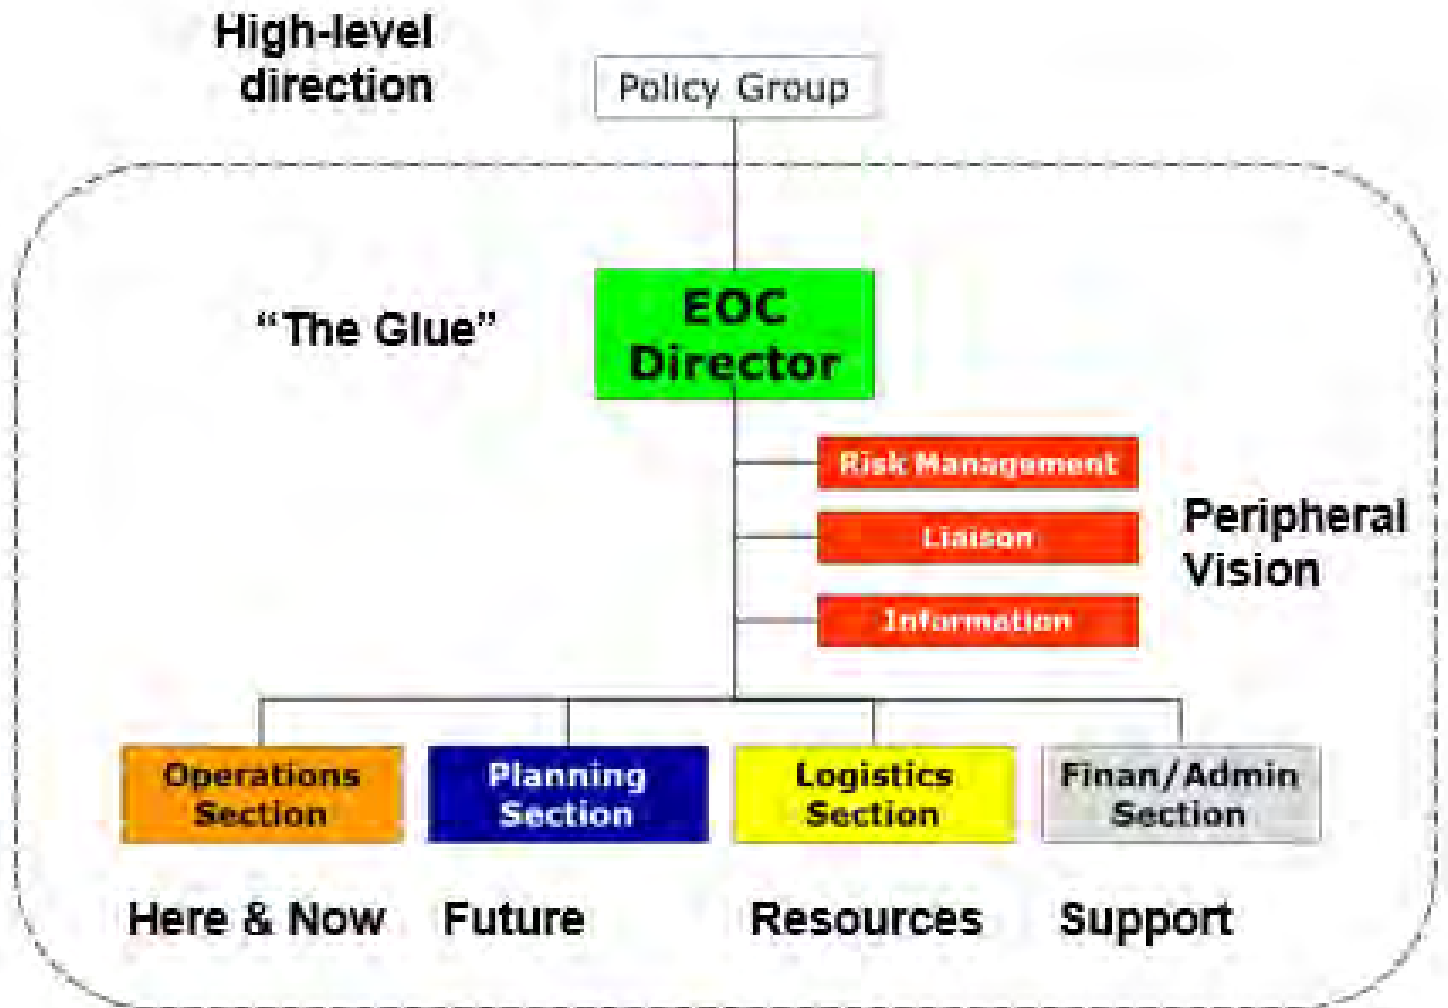 High-level
direction
Policy Group
“The Glue”
EOC
Director
Risk Management
Liaison
Information
Peripheral
Vision
Operations
Section
Planning
Section
Logistics
Section
Finan/Admin
Section
Here & Now
Future
Resources
Support